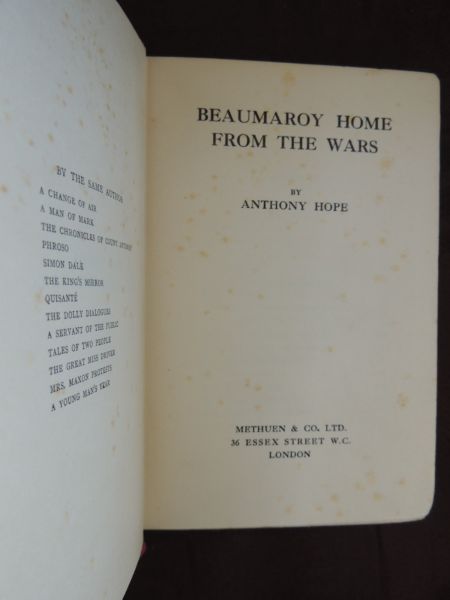 BY THE SAME AUTHOR
A CHANGE OF AIR
A MAN OF MARK
THE CHRONICLES OF COUNT ANTONIO
PHROSO
SIMON DALE
THE KING'S MIRROR
QUISANTÉ
THE DOLLY DIALOGUES
A SERVANT OF THE PUBLIC
TALES OF TWO PEOPLE
THE GREAT MISS DRIVER
MRS. MAXON PROTESTS
A YOUNG MAN'S YEAR
BEAUMAROY HOME
FROM THE WARS
BY
ANTHONY HOPE
METHUEN & CO. LTD.
36 ESSEX STREET W.C.
LONDON